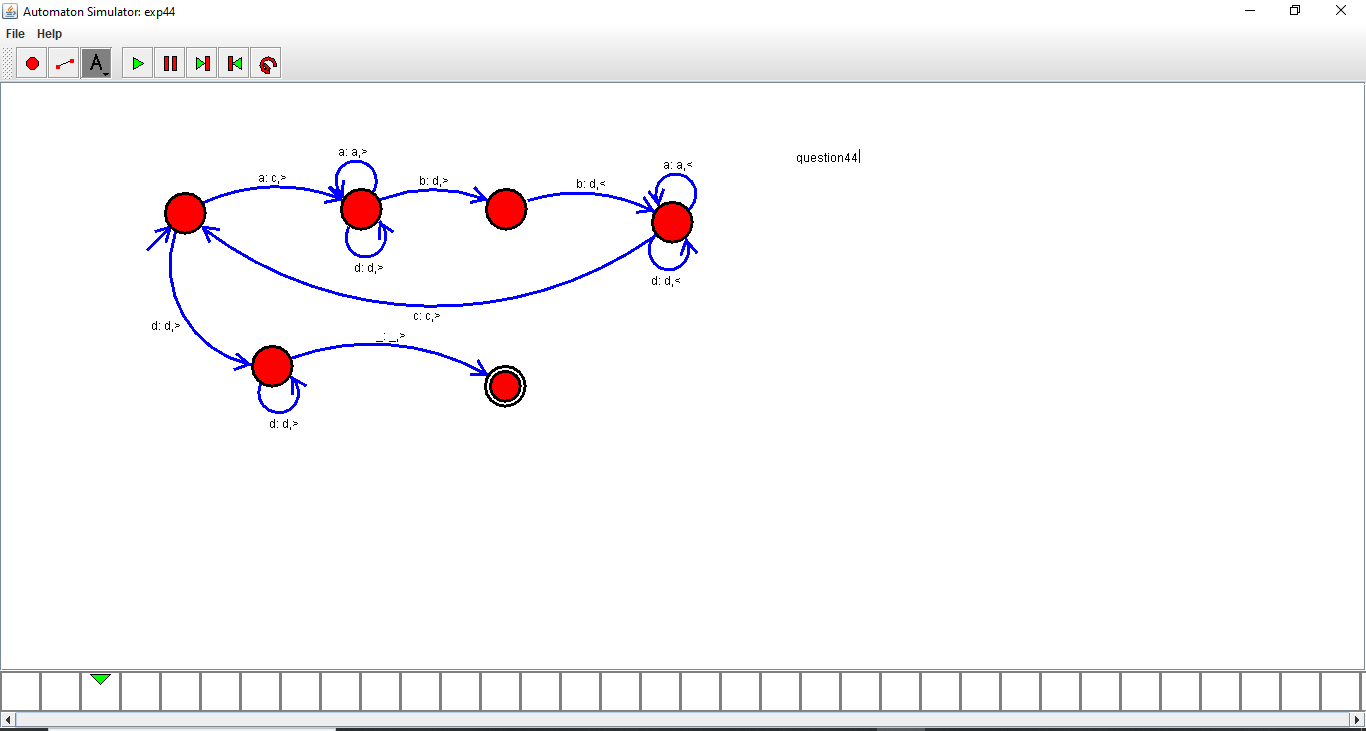 Automaton Simulator: exp44
File Help
A
a: a,>
question44
a: a,<
a: c,>
b: d,>
b: d,<
d: d,>
d: d,<
c: c,>
d: d,>
_: _,>
d: d,>